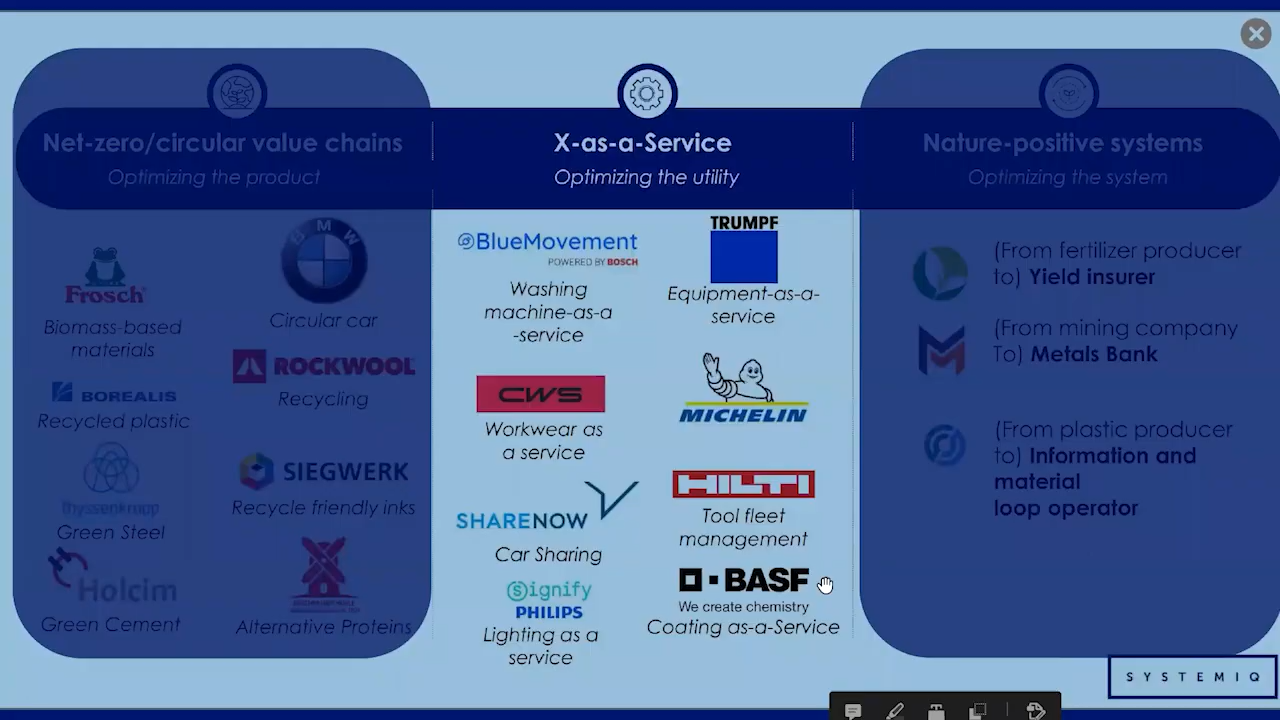 Net-zero/circular value chains
Optimizing the product
B M W
Frosch
Biomass-based
materials
Circular car
BOREALIS
Recycled plastic
ROCKWOOL
Recycling
thyssenkrupp
Green Steel
SIEGWERK
Recycle friendly inks
Holcim
Green Cement
Alternative Proteins
X-as-a-Service
Optimizing the utility
BlueMovement
POWERED BY BOSCH
Washing
machine-as-a
-service
TRUMPF
Equipment-as-a-
service
CWS
Workwear as
a service
MICHELIN
SHARENOW
Car Sharing
HILTI
Tool fleet
management
Signify
PHILIPS
Lighting as a
service
BASF
We create chemistry
Coating as-a-Service
Nature-positive systems
Optimizing the system
(From fertilizer producer
to) Yield insurer
(From mining company
To) Metals Bank
(From plastic producer
to) Information and
material
loop operator
SYSTEMIQ